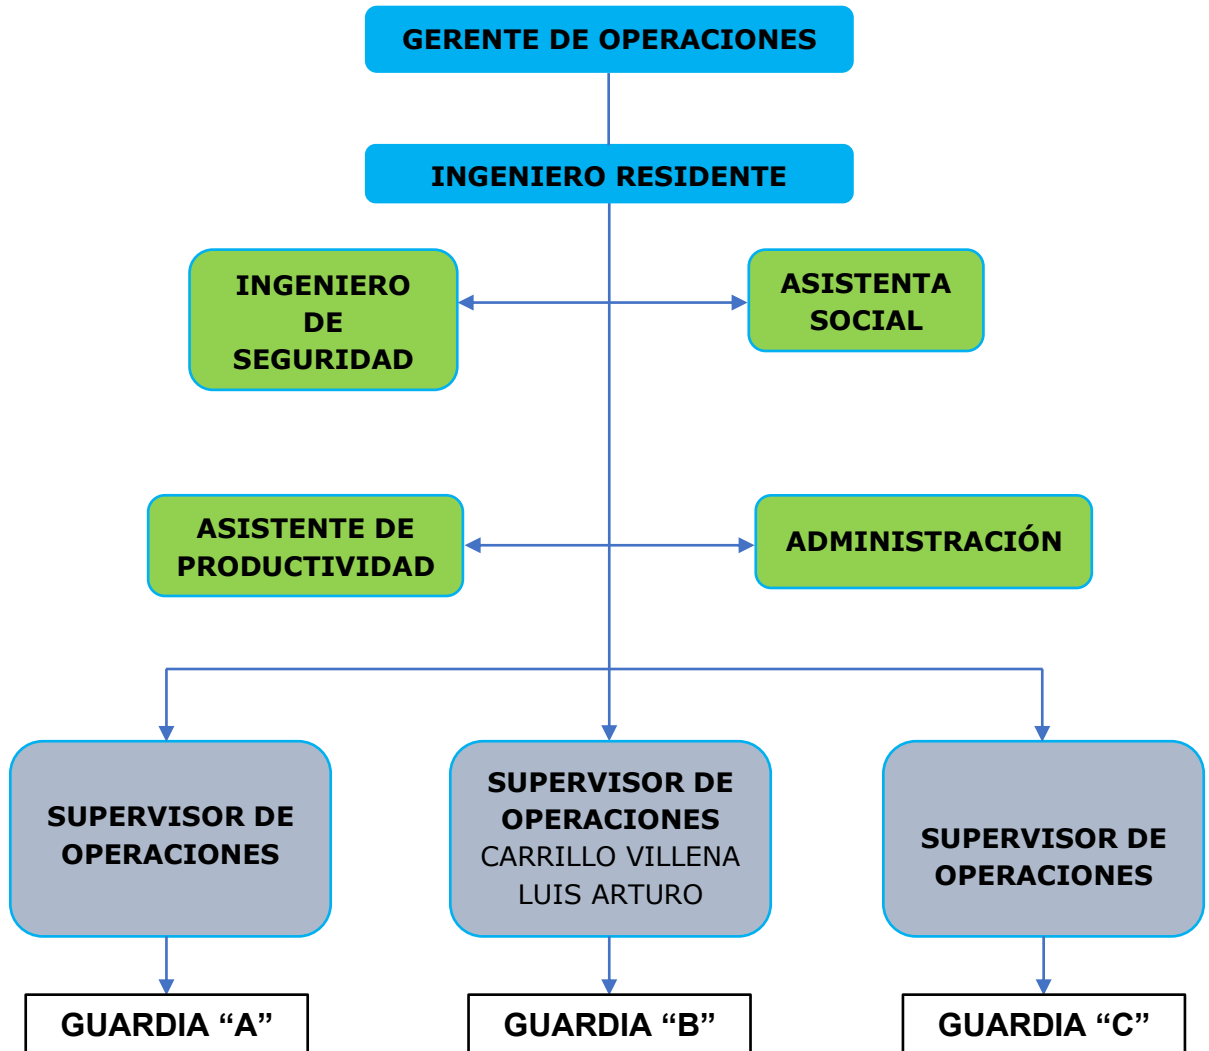 GERENTE DE OPERACIONES
INGENIERO RESIDENTE
INGENIERO
DE
SEGURIDAD
ASISTENTA
SOCIAL
ASISTENTE DE
PRODUCTIVIDAD
ADMINISTRACIÓN
SUPERVISOR DE
OPERACIONES
SUPERVISOR DE
OPERACIONES
CARRILLO VILLENA
LUIS ARTURO
SUPERVISOR DE
OPERACIONES
GUARDIA “A”
GUARDIA “B”
GUARDIA “C”